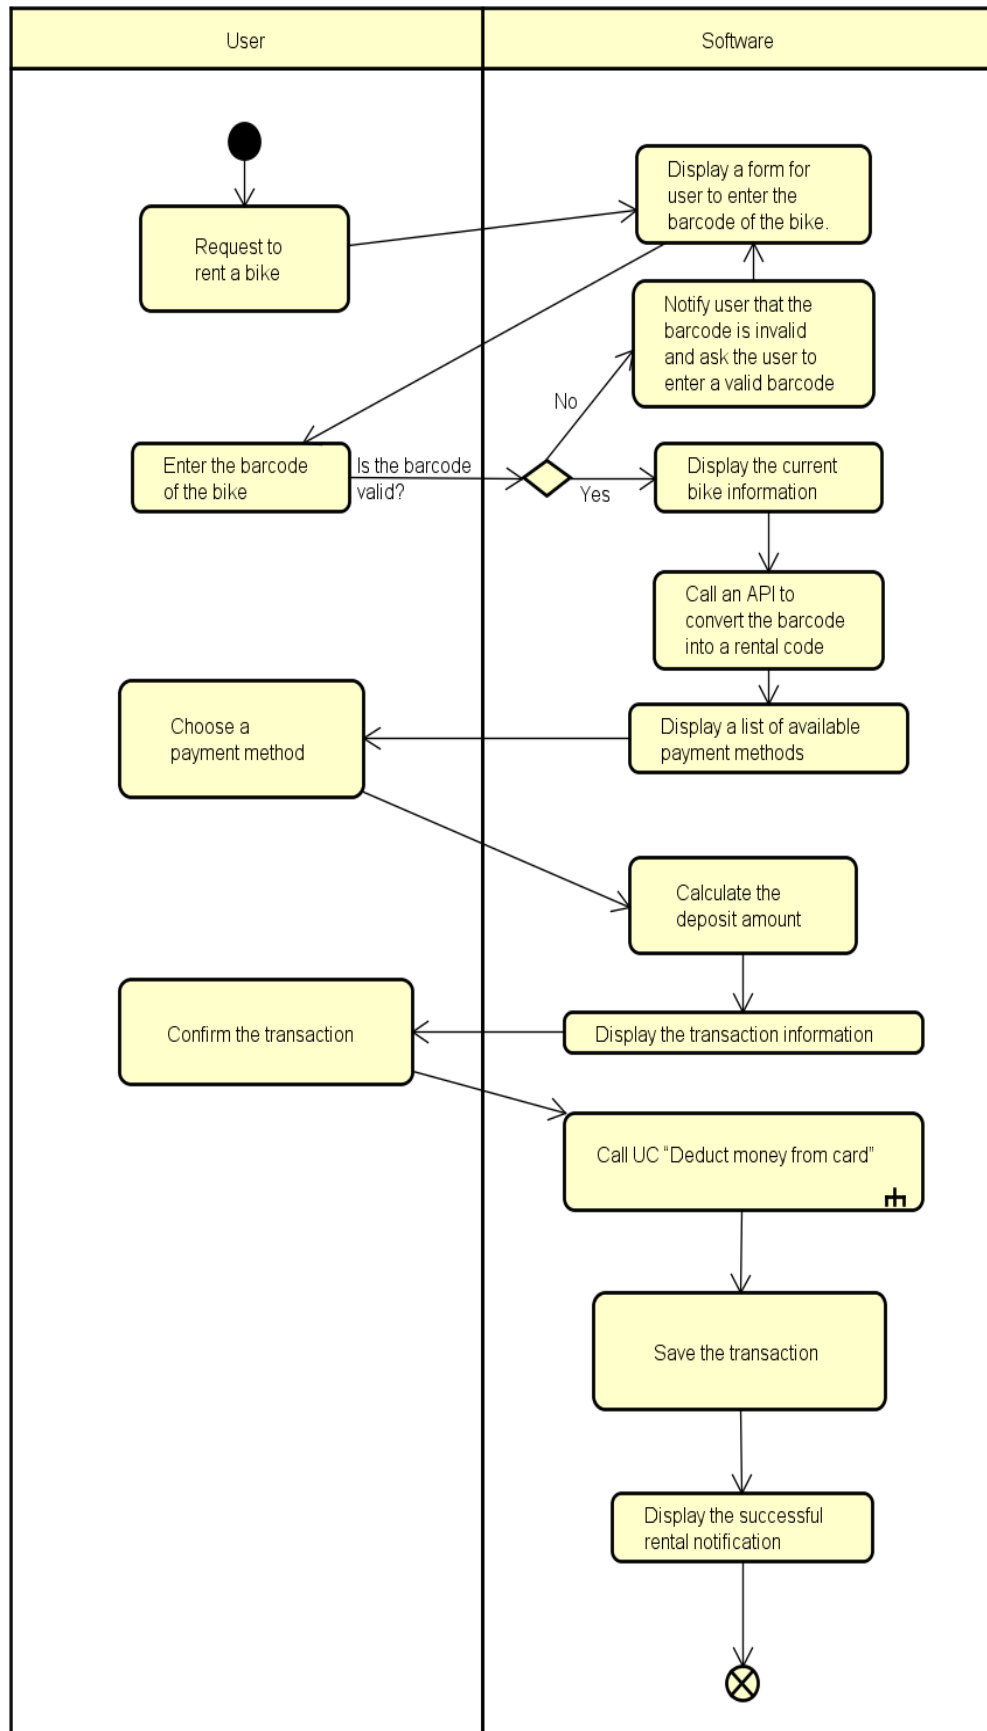 User
Software
Display a form for
user to enter the
barcode of the bike.
Request to
rent a bike
Notify user that the
barcode is invalid
and ask the user to
enter a valid barcode
No
Enter the barcode
of the bike
Is the barcode
valid?
Yes
Display the current
bike information
Call an API to
convert the barcode
into a rental code
Choose a
payment method
Display a list of available
payment methods
Calculate the
deposit amount
Confirm the transaction
Display the transaction information
Call UC “Deduct money from card”
Save the transaction
Display the successful
rental notification